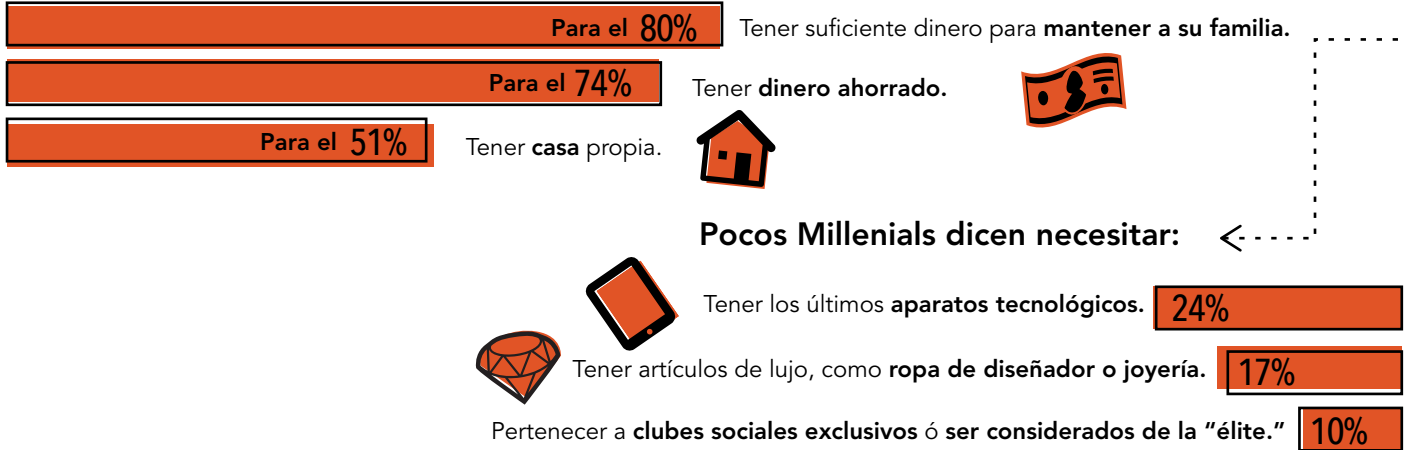 Para el 80% Tener suficiente dinero para mantener a su familia.
Para el 74% Tener dinero ahorrado.
Para el 51% Tener casa propia.
Pocos Millenials dicen necesitar:
Tener los últimos aparatos tecnológicos. 24%
Tener artículos de lujo, como ropa de diseñador o joyería. 17%
Pertenecer a clubes sociales exclusivos ó ser considerados de la “élite.” 10%